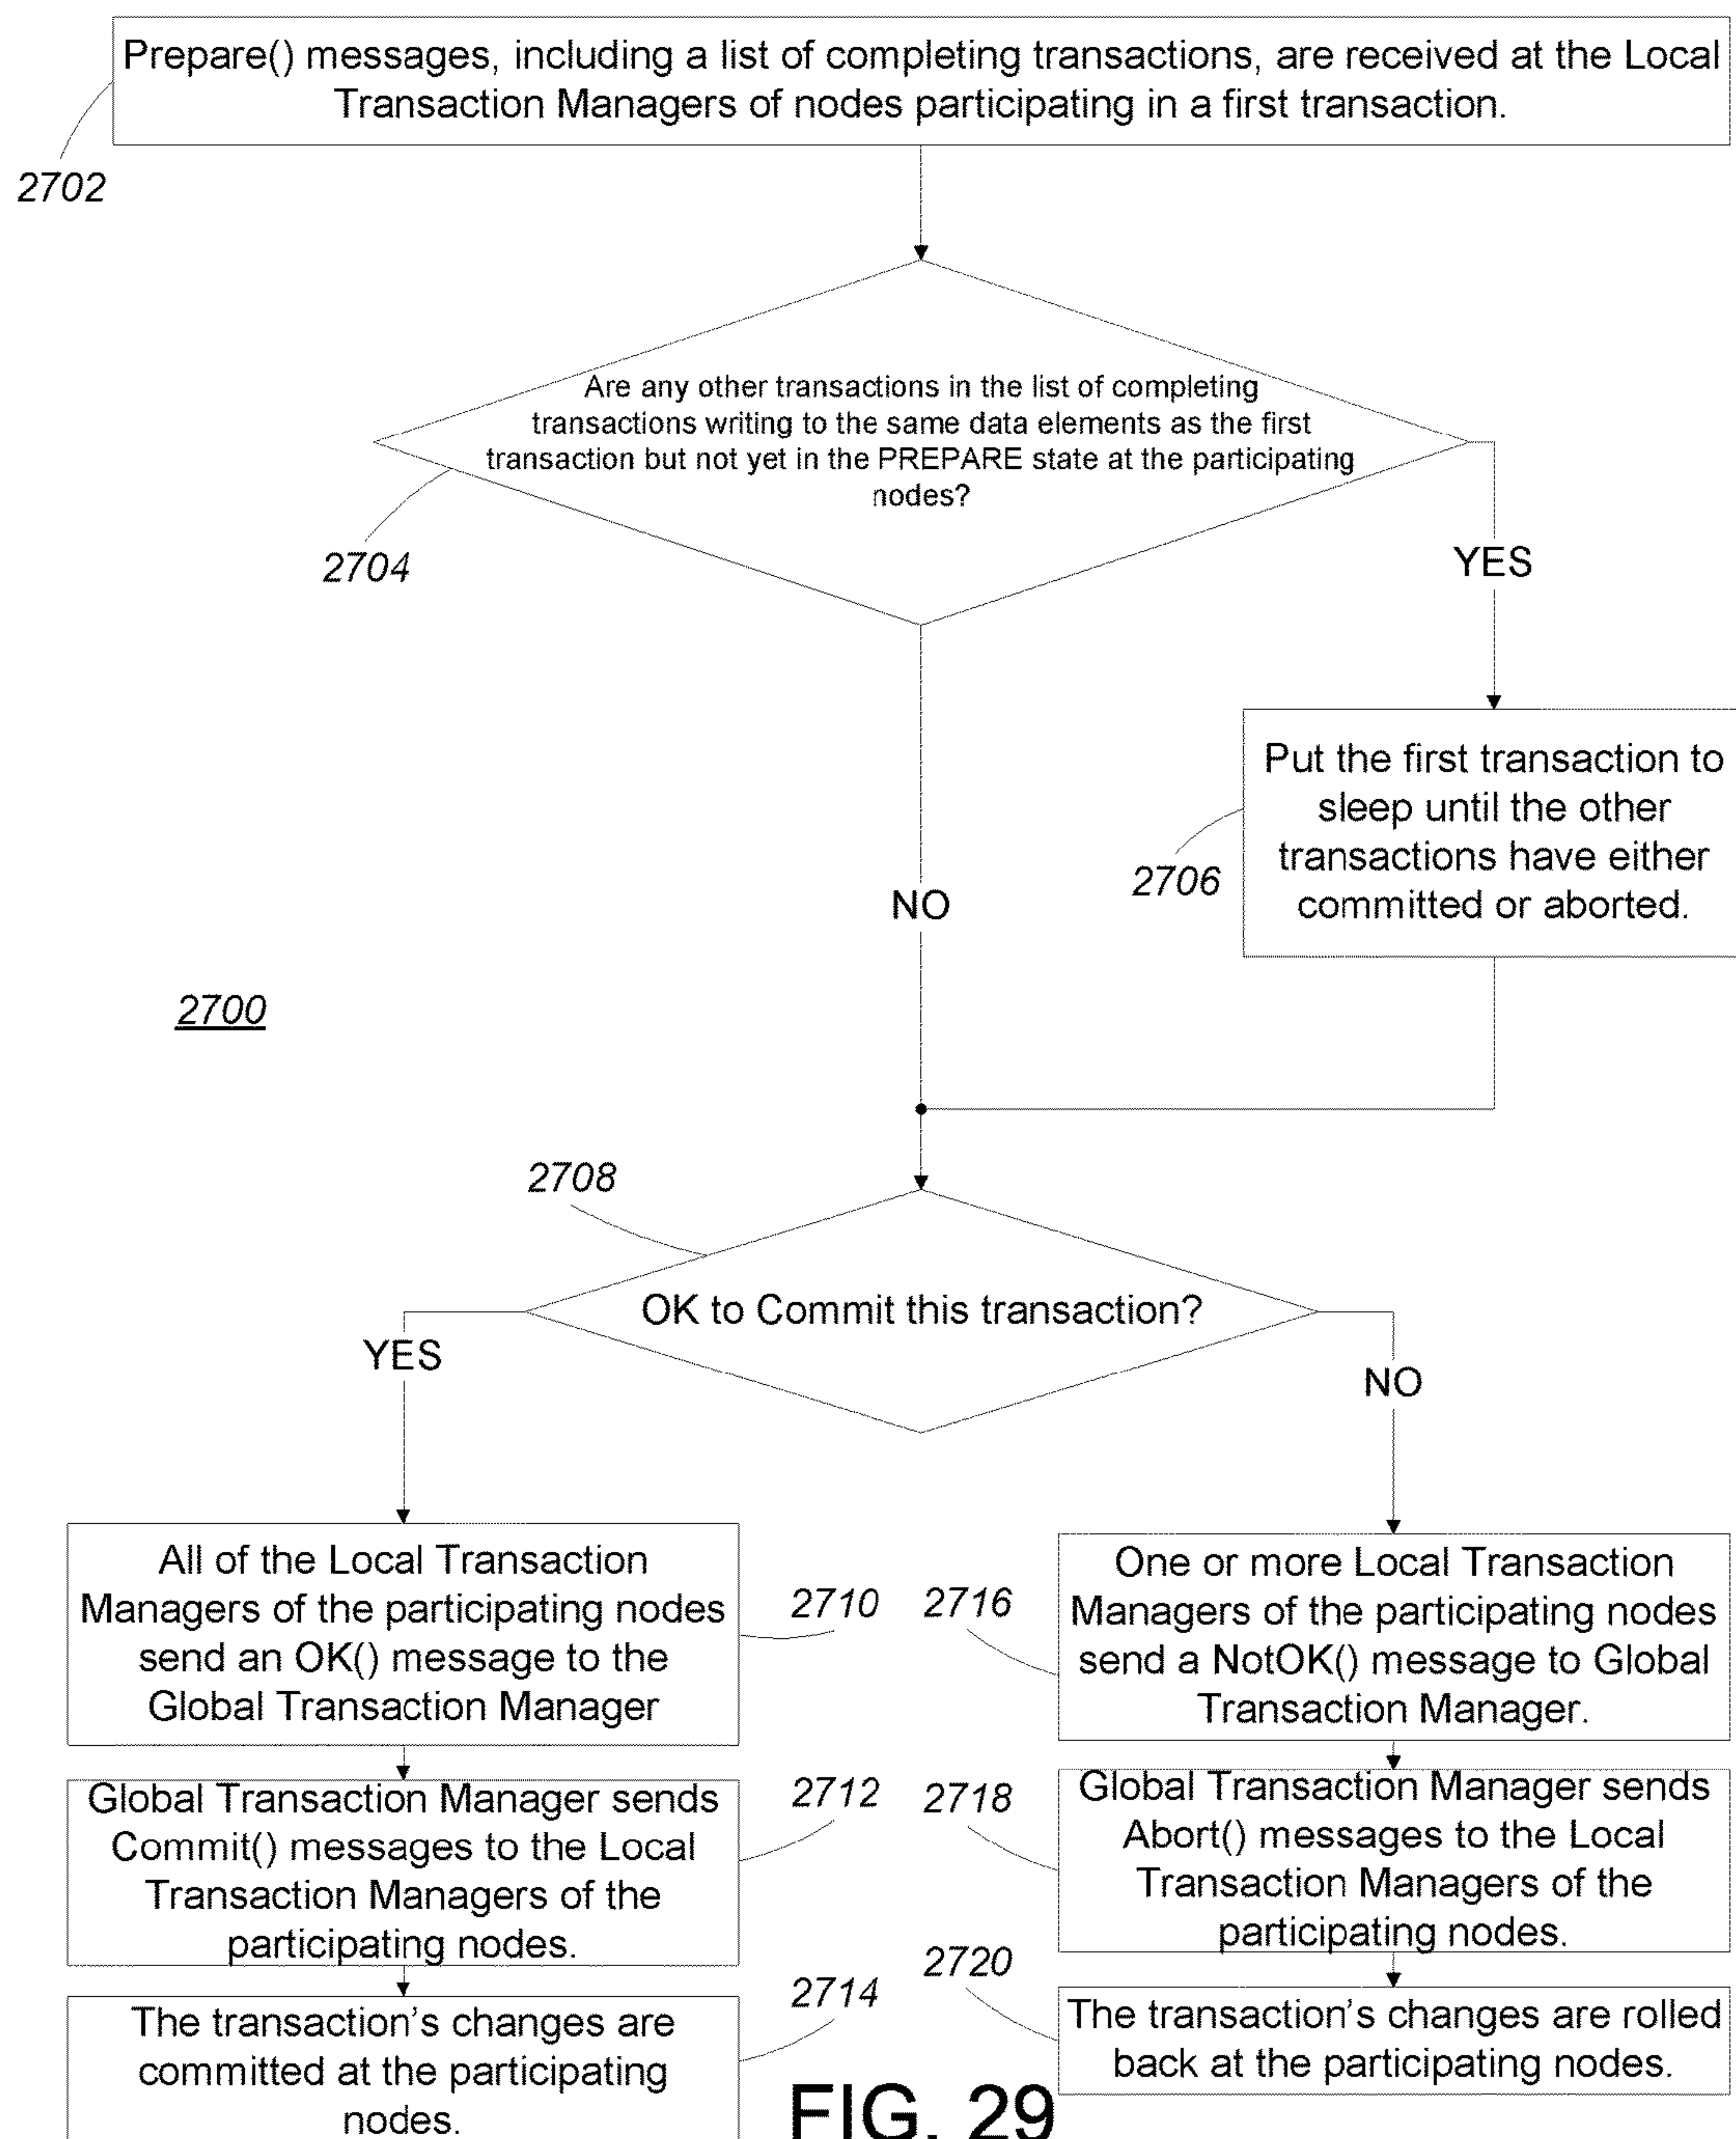 Prepare() messages, including a list of completing transactions, are received at the Local
Transaction Managers of nodes participating in a first transaction.
2702
Are any other transactions in the list of completing
transactions writing to the same data elements as the first
transaction but not yet in the PREPARE state at the participating
nodes?
2704
YES
Put the first transaction to
sleep until the other
transactions have either
committed or aborted.
2706
NO
2700
2708
OK to Commit this transaction?
YES
NO
All of the Local Transaction
Managers of the participating nodes
send an OK() message to the
Global Transaction Manager
2710
2716
One or more Local Transaction
Managers of the participating nodes
send a NotOK() message to Global
Transaction Manager.
Global Transaction Manager sends
Commit() messages to the Local
Transaction Managers of the
participating nodes.
2712
2718
Global Transaction Manager sends
Abort() messages to the Local
Transaction Managers of the
participating nodes.
The transaction's changes are
committed at the participating
nodes.
2714
2720
The transaction's changes are rolled
back at the participating nodes.
FIG. 29